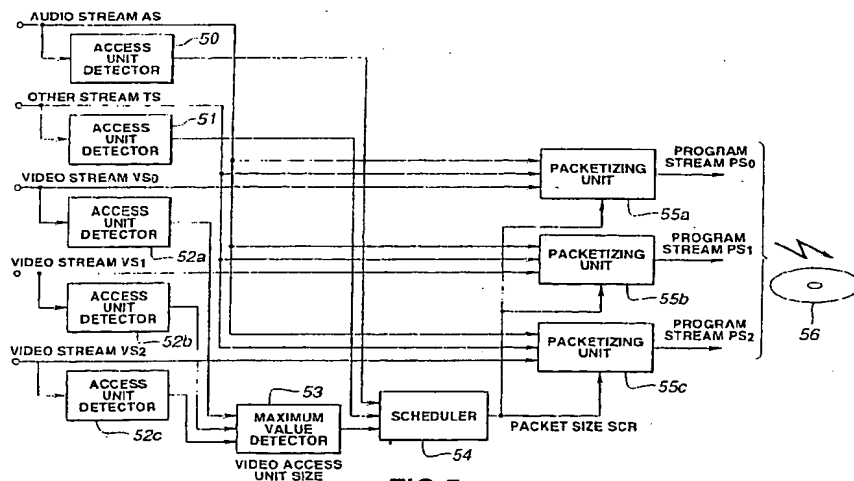 AUDIO STREAM AS
50
ACCESS
UNIT
DETECTOR
OTHER STREAM TS
51
ACCESS
UNIT
DETECTOR
VIDEO STREAM VS0
ACCESS
UNIT
DETECTOR
52a
VIDEO STREAM VS1
ACCESS
UNIT
DETECTOR
52b
VIDEO STREAM VS2
ACCESS
UNIT
DETECTOR
52c
53
MAXIMUM
VALUE
DETECTOR
VIDEO ACCESS
UNIT SIZE
SCHEDULER
54
PACKET SIZE SCR
PACKETIZING
UNIT
55a
PROGRAM
STREAM PS0
PACKETIZING
UNIT
55b
PROGRAM
STREAM PS1
PACKETIZING
UNIT
55c
PROGRAM
STREAM PS2
56